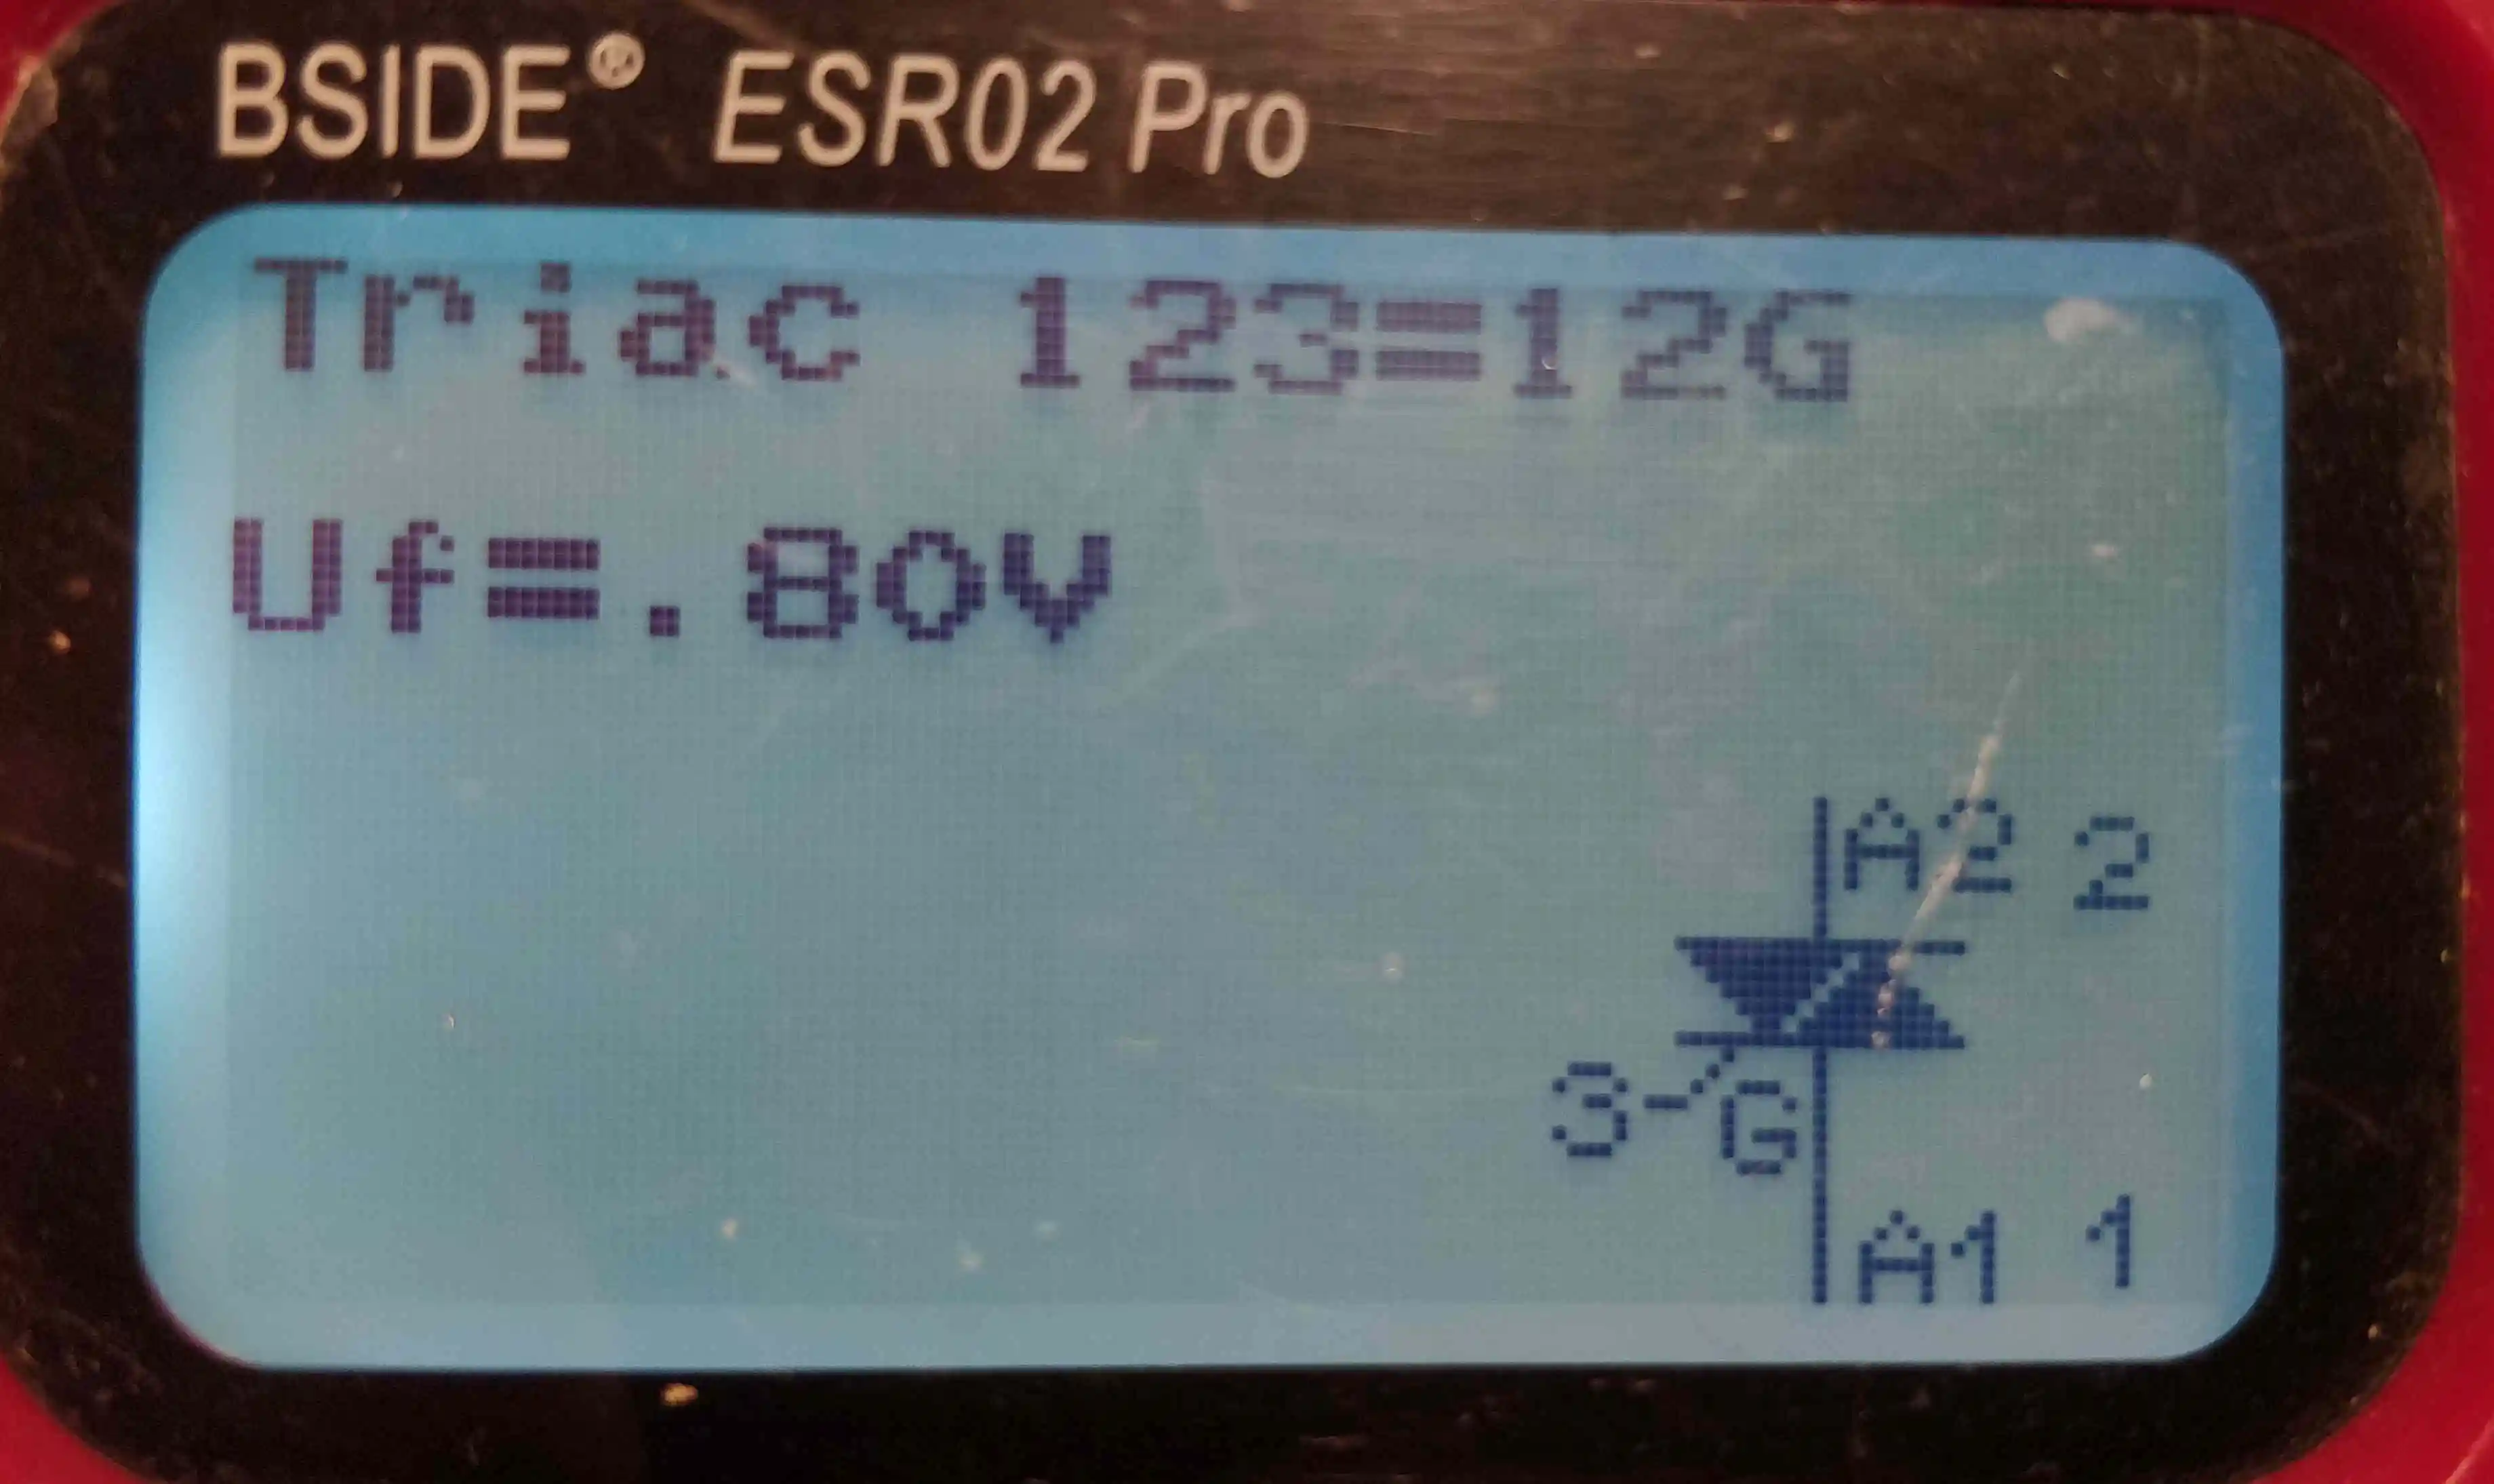 BSIDE® ESR02 Pro
Triac 123=12G
Uf=.80V
A2 2
3 G
A1 1